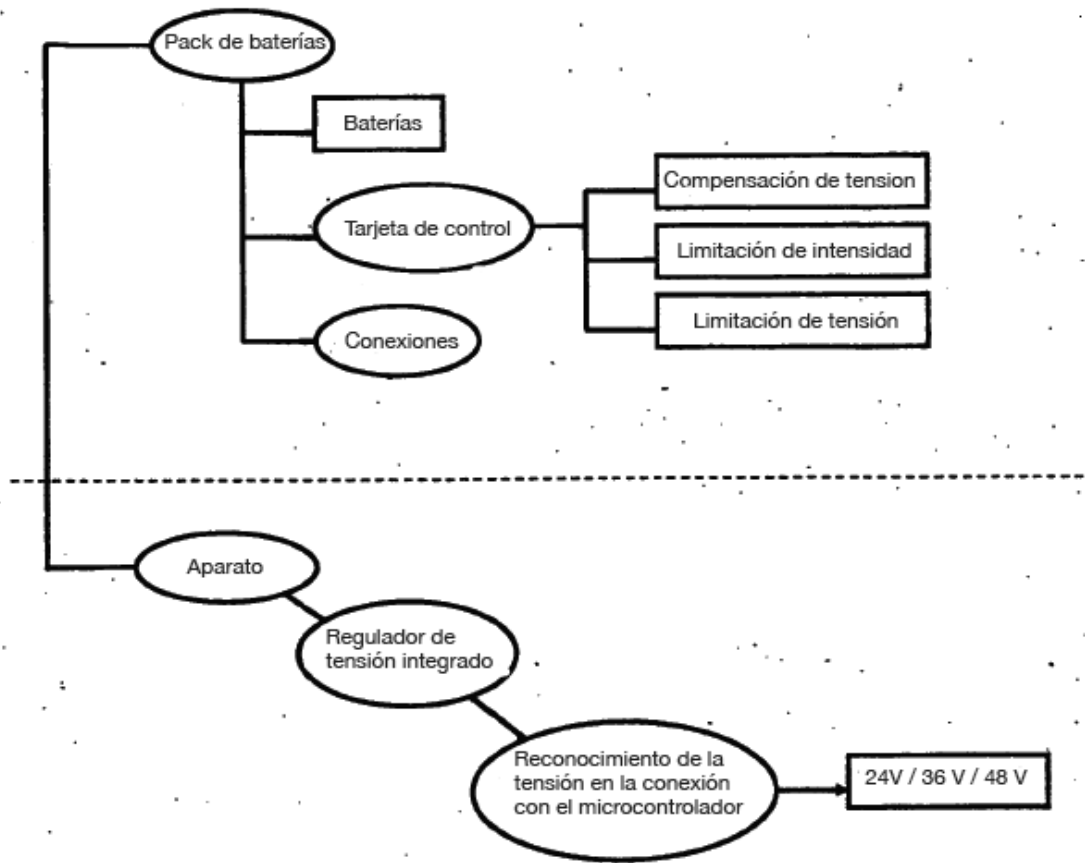 Pack de baterías
Baterías
Tarjeta de control
Compensación de tension
Limitación de intensidad
Limitación de tensión
Conexiones
Aparato
Regulador de
tensión integrado
Reconocimiento de la
tensión en la conexión
con el microcontrolador
24V / 36 V / 48 V